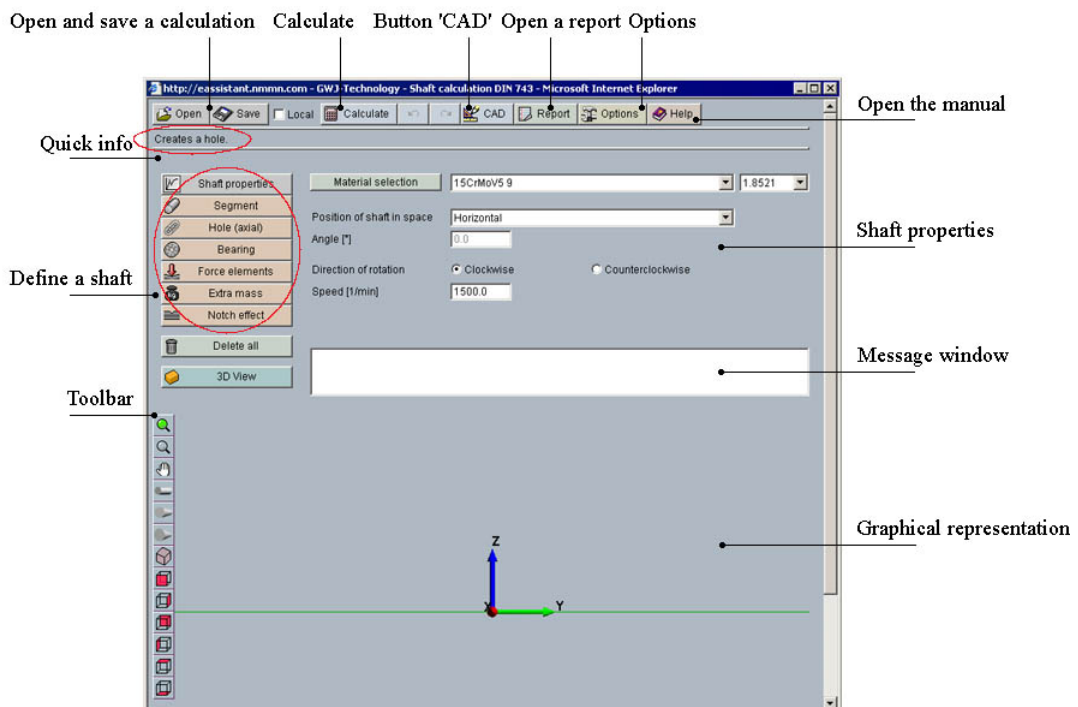 Open and save a calculation Calculate Button 'CAD' Open a report Options
http://eassistant.nmmn.com - GWJ-Technology - Shaft calculation DIN 743 - Microsoft Internet Explorer
Open Save Local Calculate CAD Report Options Help
Open the manual
Creates a hole.
Quick info
Shaft properties Material selection 15CrMoV5 9 1.8521
Segment
Position of shaft in space Horizontal
Hole (axial)
Angle [°] 0.0
Shaft properties
Bearing
Force elements Direction of rotation Clockwise Counterclockwise
Define a shaft
Extra mass Speed [1/min] 1500.0
Notch effect
Delete all
Message window
3D View
Toolbar
Graphical representation
Z
X Y